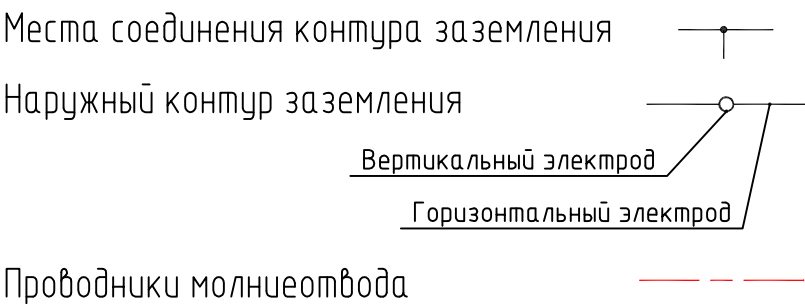 Места соединения контура заземления
Наружный контур заземления
Вертикальный электрод
Горизонтальный электрод
Проводники молниеотвода